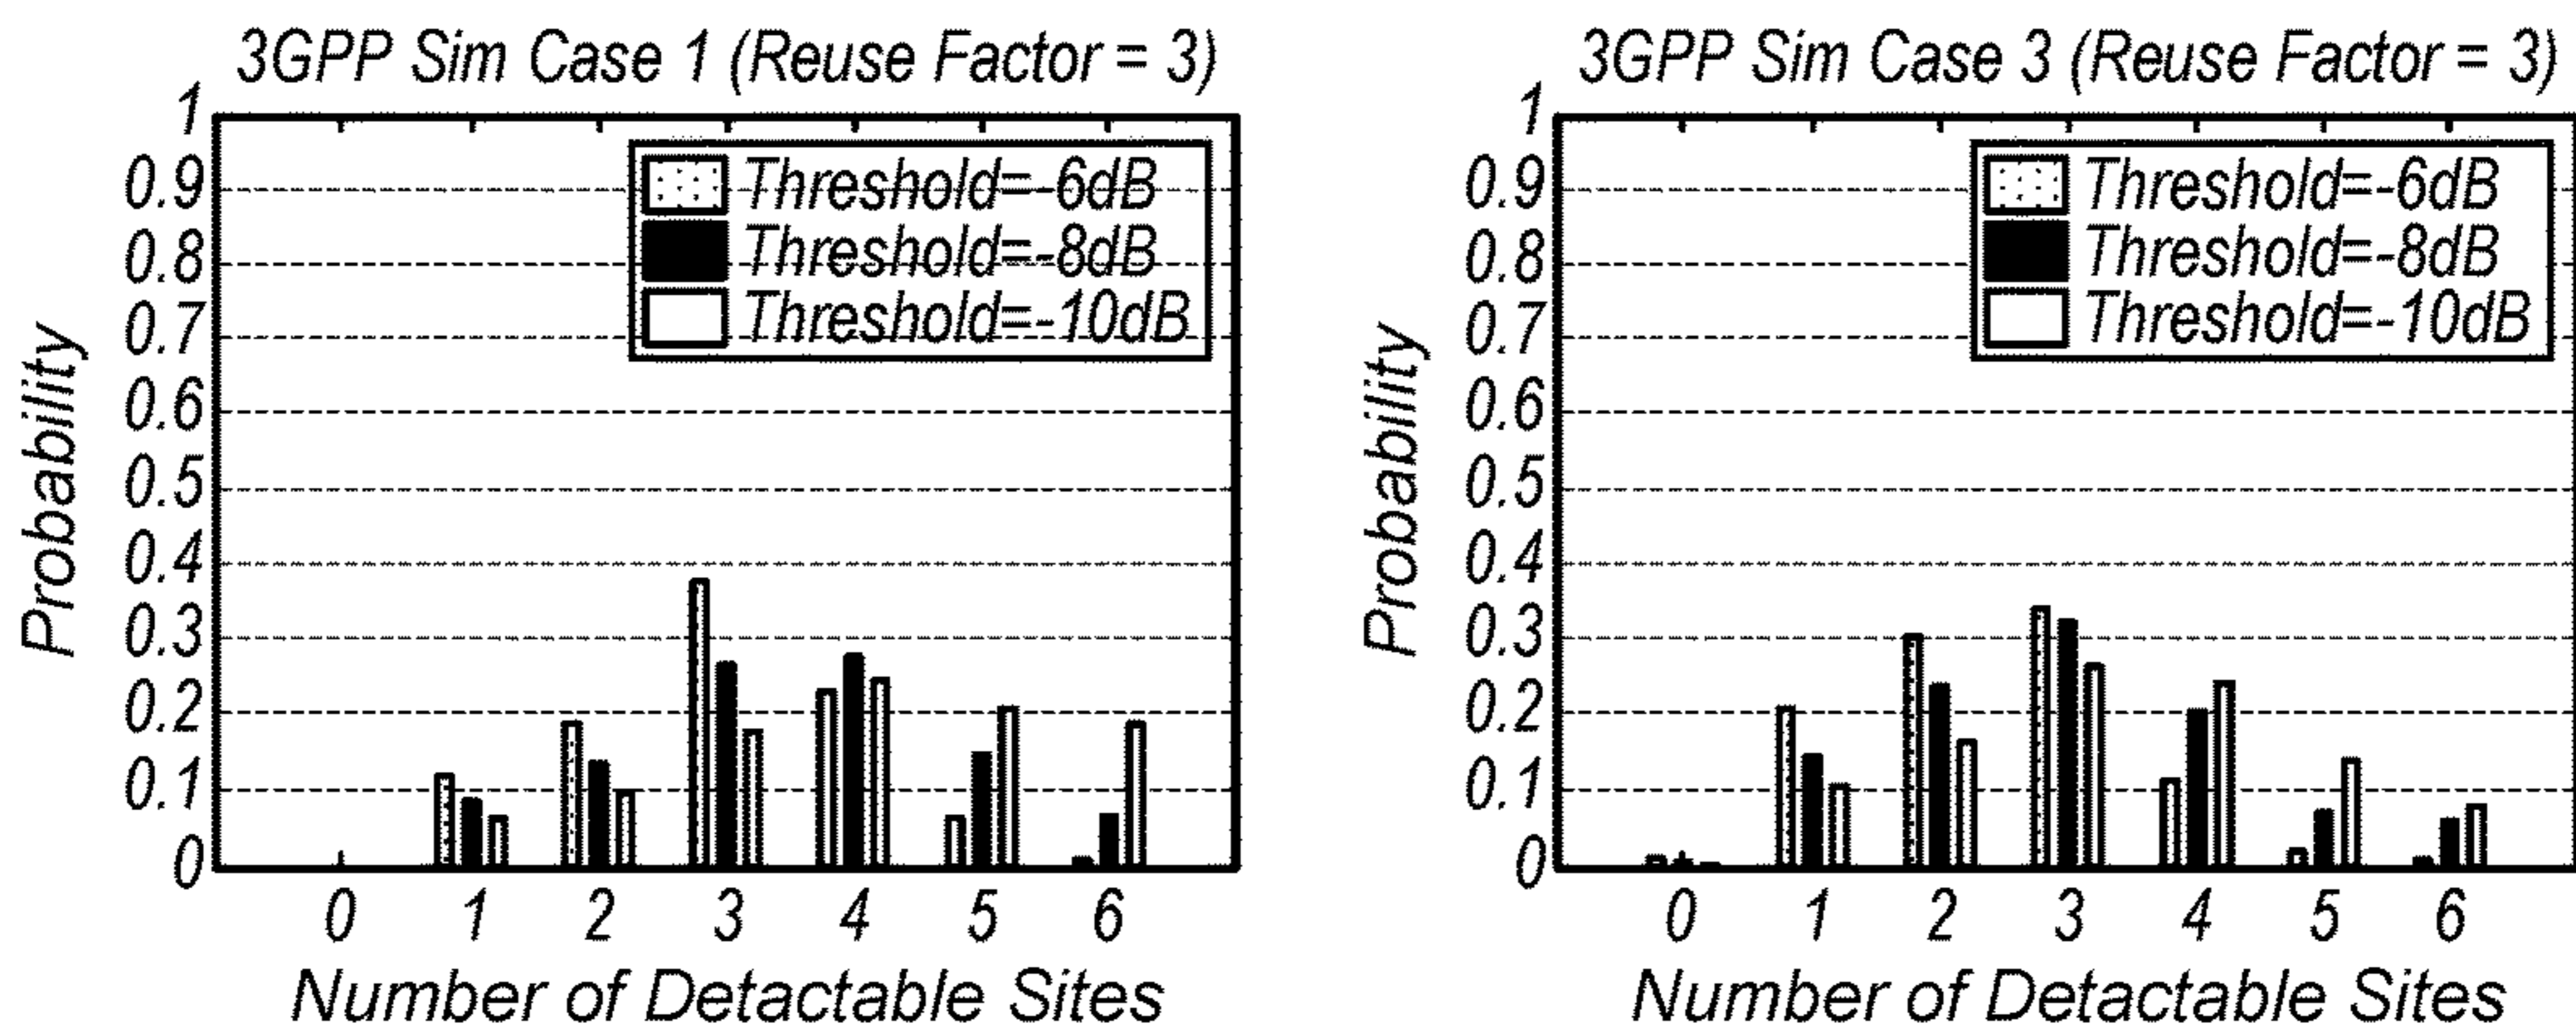 3GPP Sim Case 1 (Reuse Factor = 3)
Probability
1
0.9
0.8
0.7
0.6
0.5
0.4
0.3
0.2
0.1
0
Threshold=-6dB
Threshold=-8dB
Threshold=-10dB
0 1 2 3 4 5 6
Number of Detactable Sites
3GPP Sim Case 3 (Reuse Factor = 3)
Probability
1
0.9
0.8
0.7
0.6
0.5
0.4
0.3
0.2
0.1
0
Threshold=-6dB
Threshold=-8dB
Threshold=-10dB
0 1 2 3 4 5 6
Number of Detactable Sites